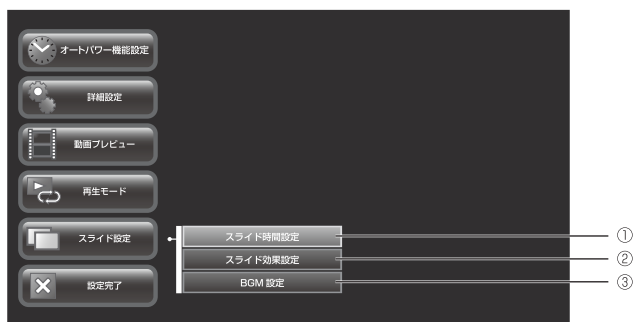 オートパワー機能設定
詳細設定
動画プレビュー
再生モード
スライド設定
設定完了
スライド時間設定
スライド効果設定
BGM 設定
①
②
③